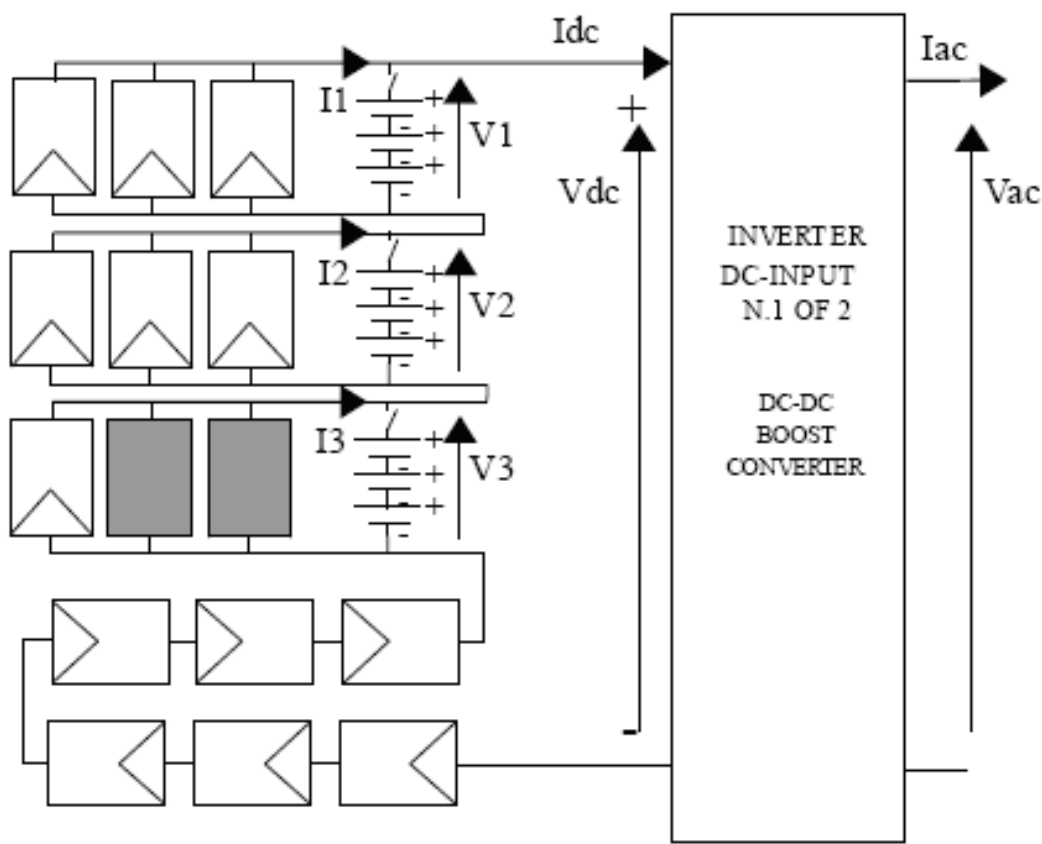 Idc
Iac
I1
+
-
+
-
+
-
V1
+
Vdc
Vac
INVERTER
DC-INPUT
N.1 OF 2
I2
+
-
+
-
+
-
V2
DC-DC
BOOST
CONVERTER
I3
+
-
+
-
+
-
V3
-